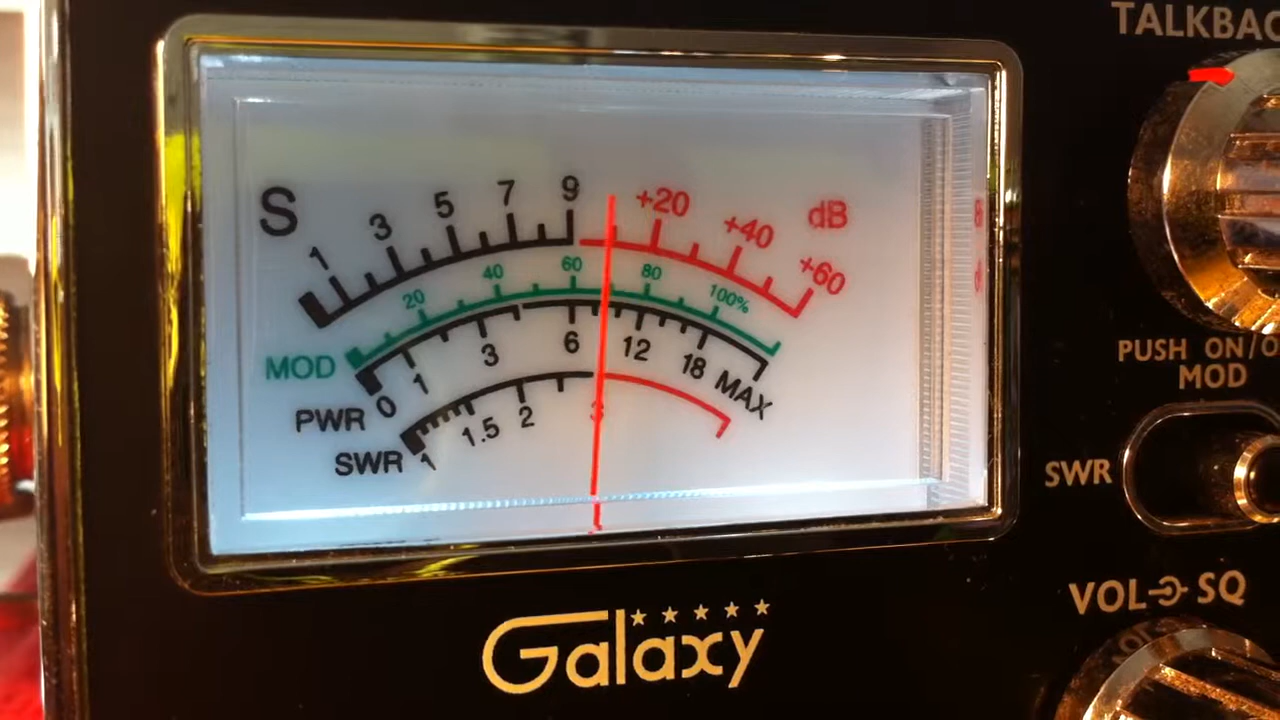 TALKBAC
S 1 3 5 7 9 +20 +40 +60 dB
MOD 20 40 60 80 100%
PWR 0 1 3 6 12 18 MAX
SWR 1 1.5 2 3
PUSH ON/O
MOD
SWR
VOL SQ
Galaxy